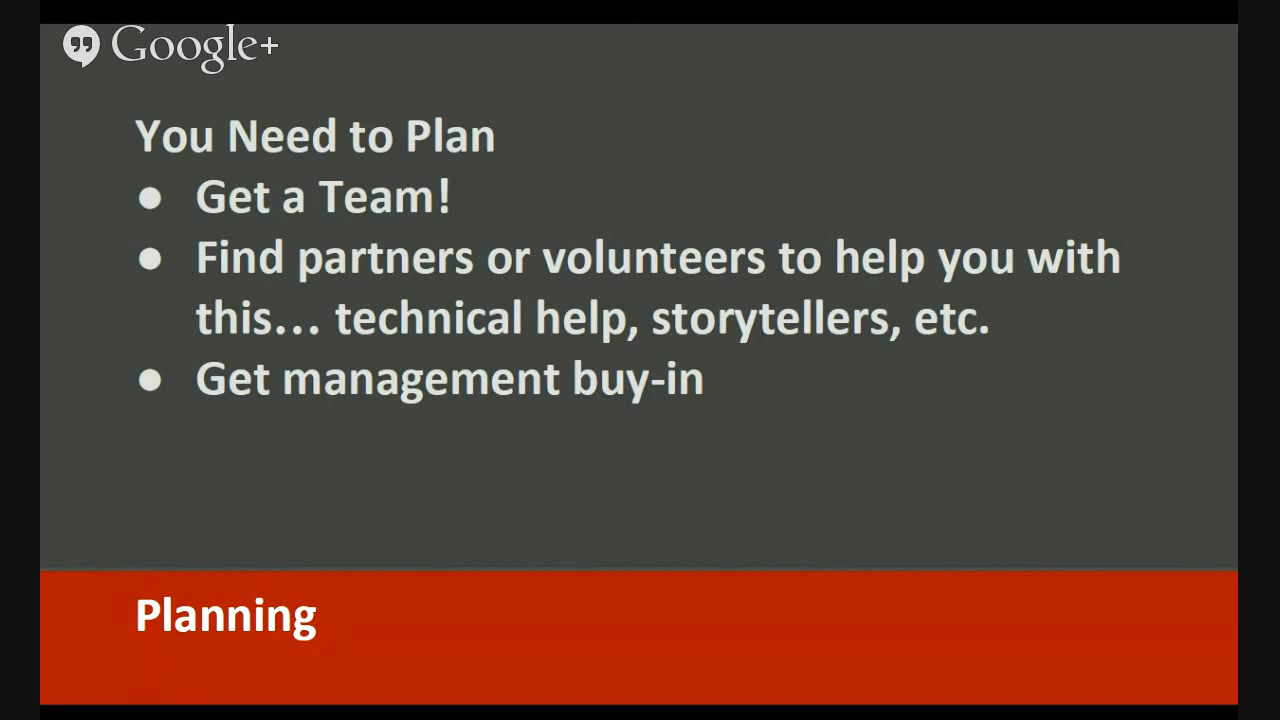 Google+
You Need to Plan
● Get a Team!
● Find partners or volunteers to help you with
this... technical help, storytellers, etc.
● Get management buy-in
Planning